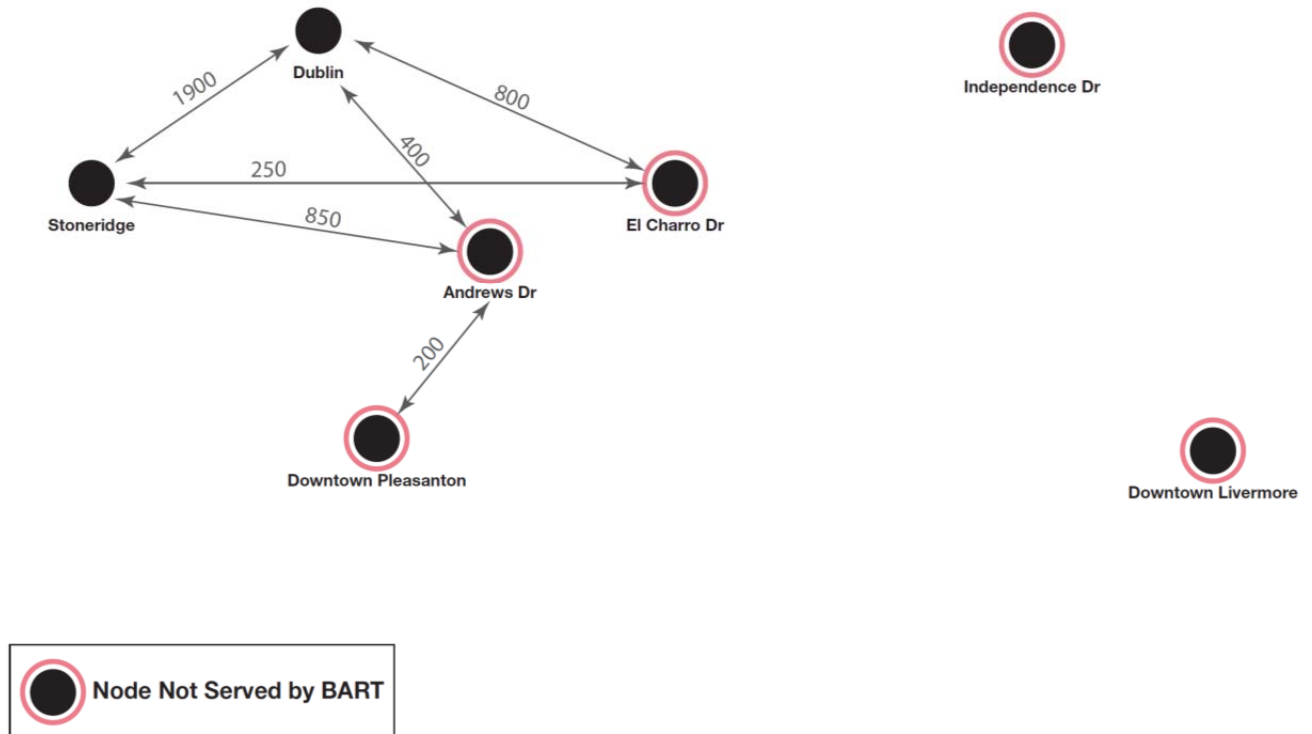 Dublin
Independence Dr
1900
800
400
250
Stoneridge
850
El Charro Dr
Andrews Dr
200
Downtown Pleasanton
Downtown Livermore
Node Not Served by BART